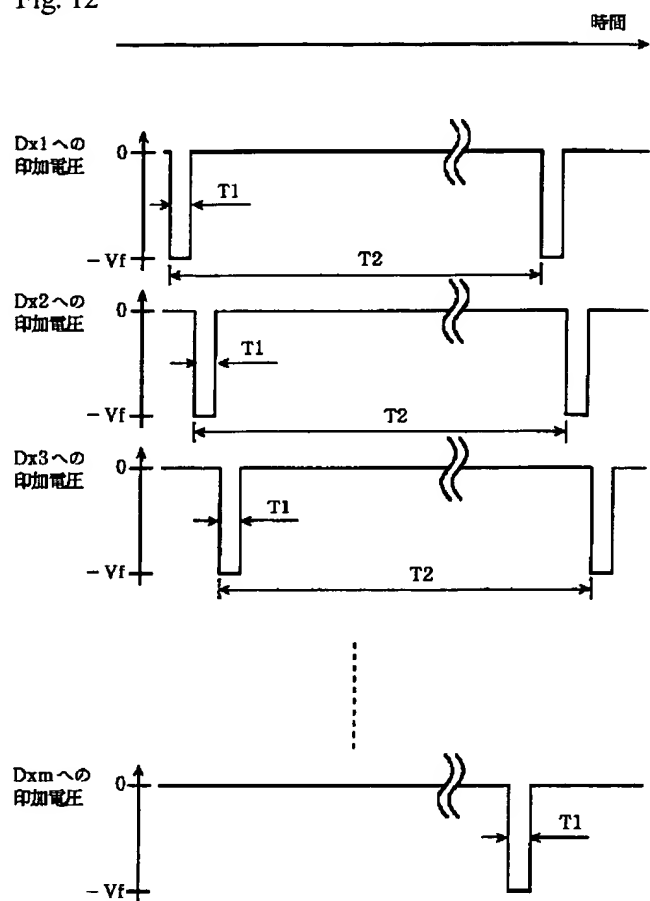 Fig. 12
時間
Dx1への
印加電圧
0
T1
T2
－Vf
Dx2への
印加電圧
0
T1
T2
－Vf
Dx3への
印加電圧
0
T1
T2
－Vf
Dxmへの
印加電圧
0
T1
－Vf